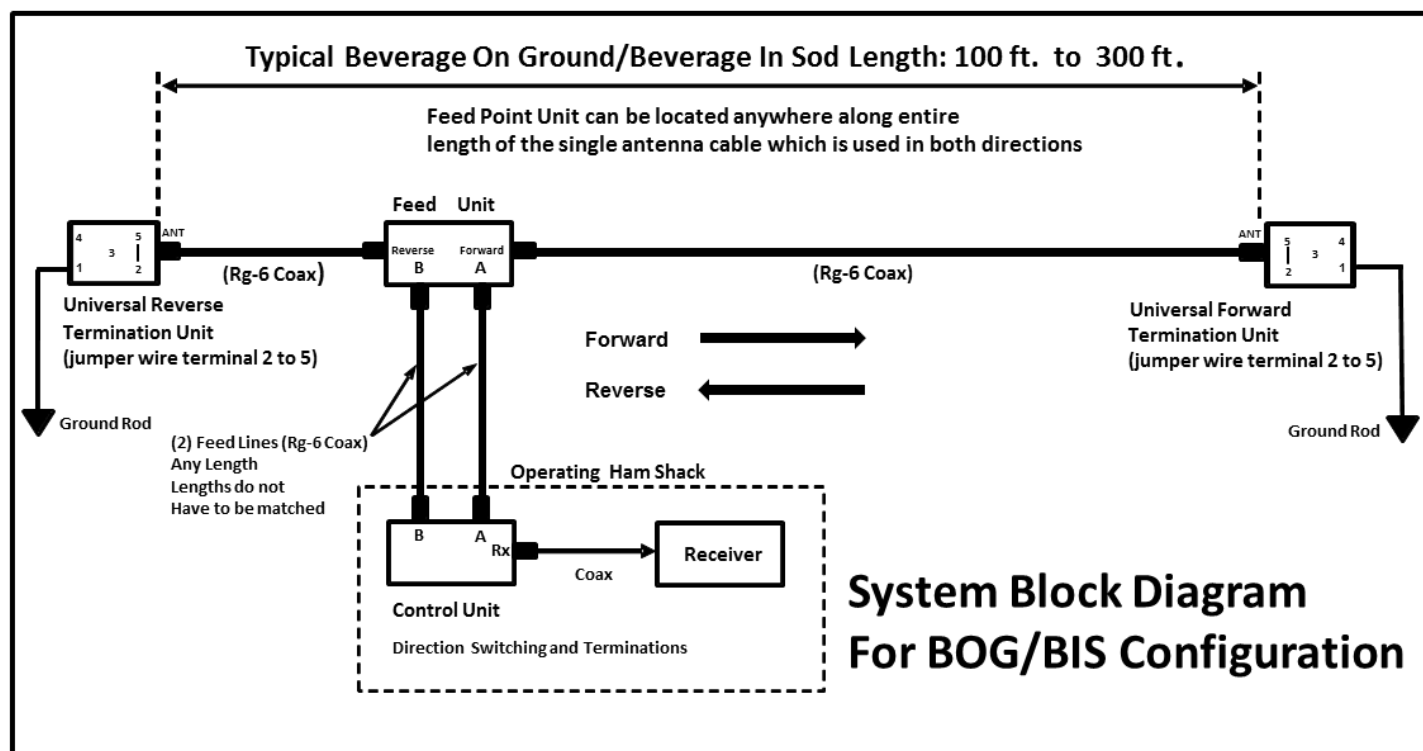 Typical Beverage On Ground/Beverage In Sod Length: 100 ft. to 300 ft.
Feed Point Unit can be located anywhere along entire
length of the single antenna cable which is used in both directions
Feed Unit
4
5
3
1
2
ANT
(Rg-6 Coax)
Reverse
B
Forward
A
(Rg-6 Coax)
ANT
5
4
3
2
1
Universal Reverse
Termination Unit
(jumper wire terminal 2 to 5)
Universal Forward
Termination Unit
(jumper wire terminal 2 to 5)
Forward
Reverse
Ground Rod
Ground Rod
(2) Feed Lines (Rg-6 Coax)
Any Length
Lengths do not
Have to be matched
Operating Ham Shack
B
A
Rx
Coax
Receiver
Control Unit
Direction Switching and Terminations
System Block Diagram
For BOG/BIS Configuration